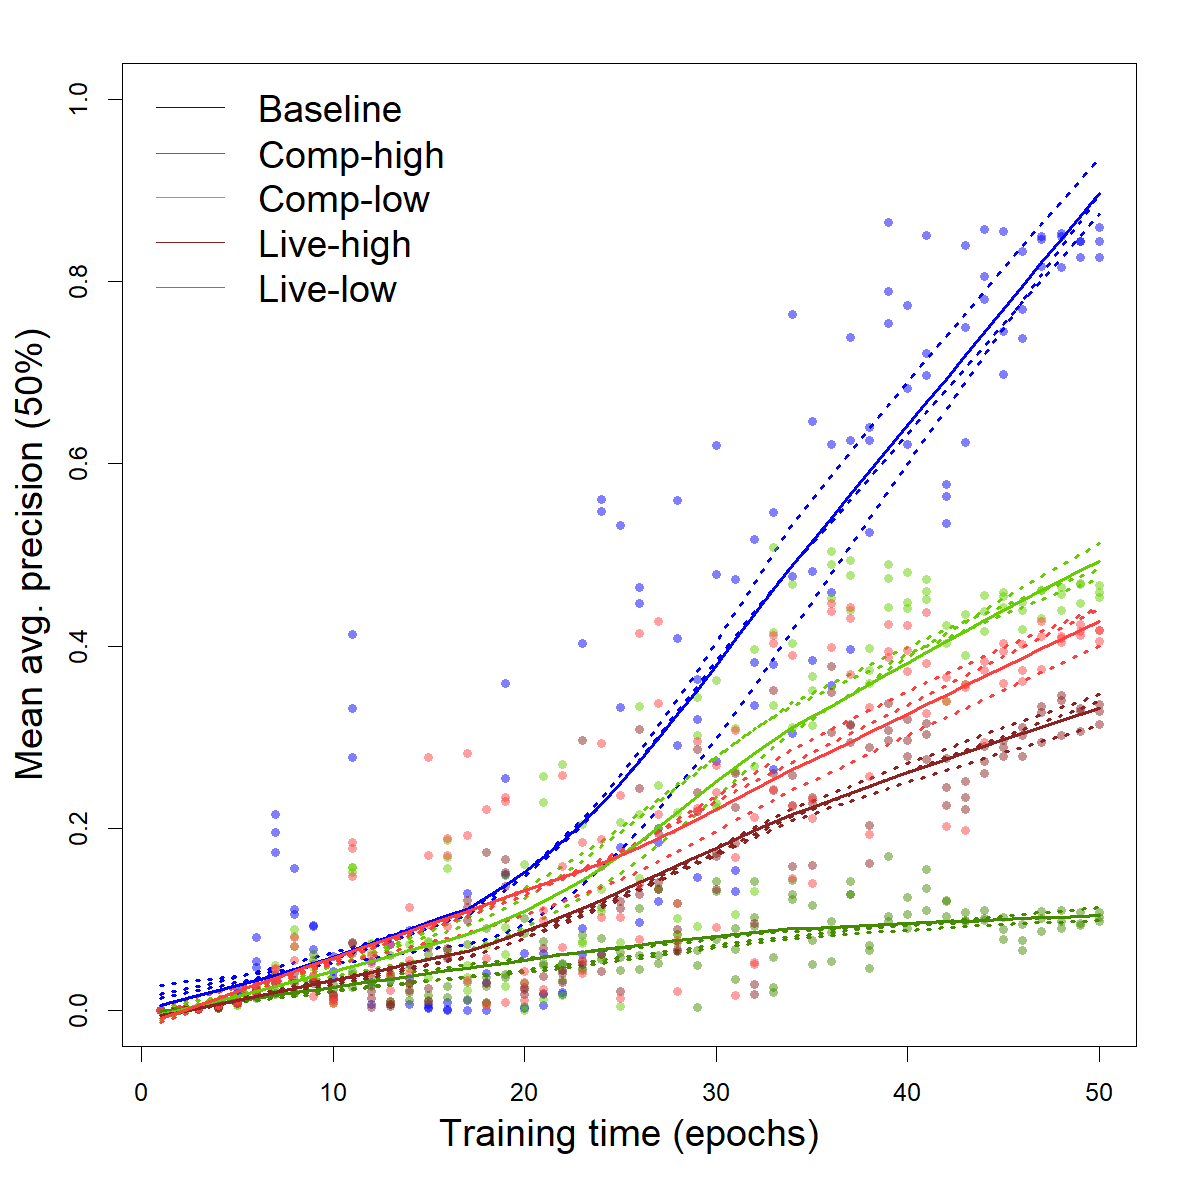 Baseline
Comp-high
Comp-low
Live-high
Live-low
1.0
0.8
0.6
0.4
0.2
0.0
Mean avg. precision (50%)
0 10 20 30 40 50
Training time (epochs)